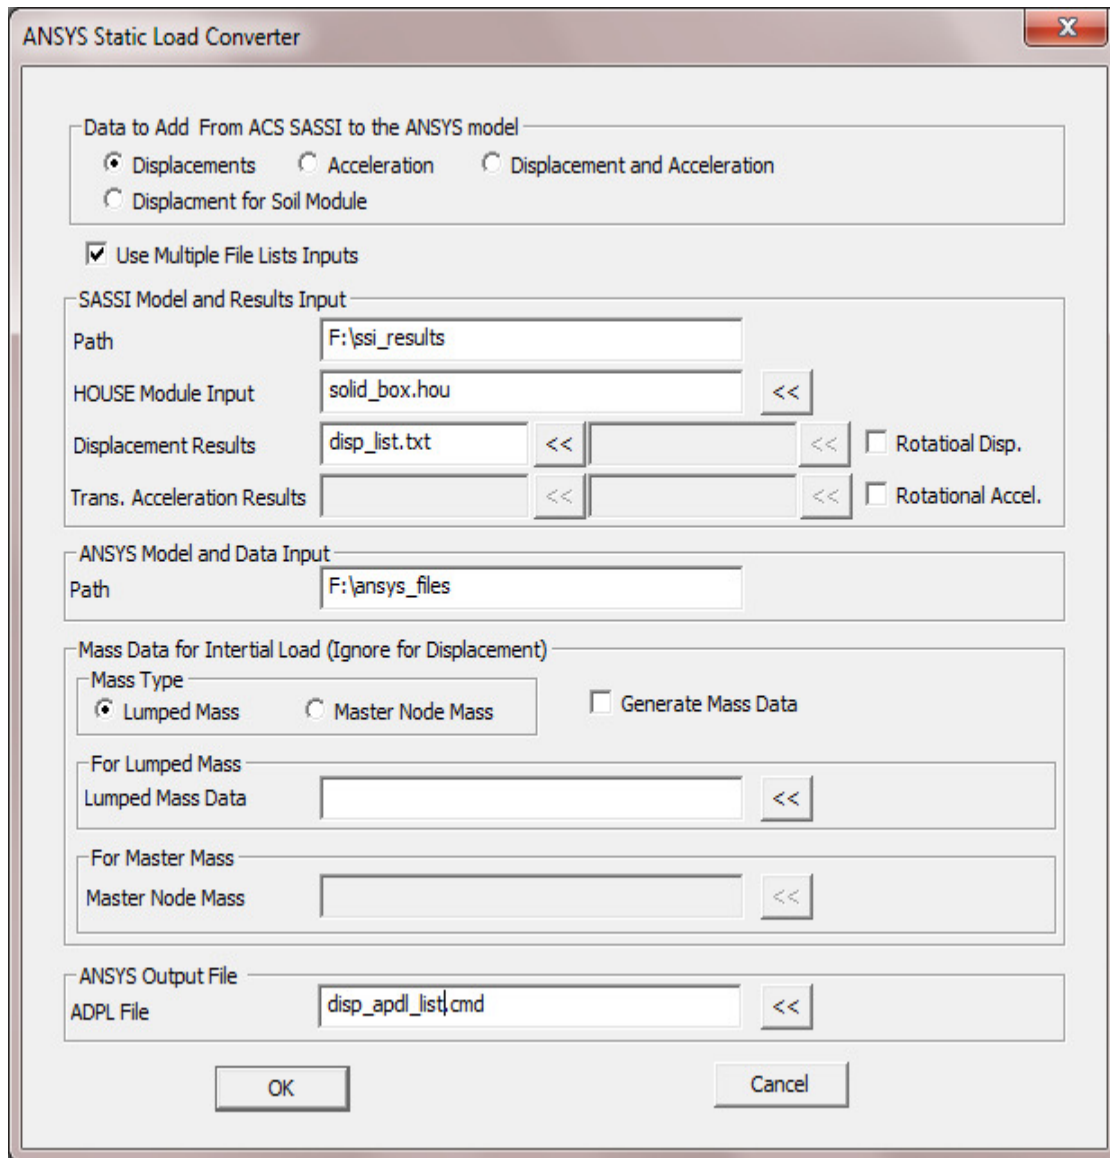 ANSYS Static Load Converter
x
Data to Add From ACS SASSI to the ANSYS model
Displacements Acceleration Displacement and Acceleration
Displacment for Soil Module
Use Multiple File Lists Inputs
SASSI Model and Results Input
Path F:\ssi_results
HOUSE Module Input solid_box.hou <<
Displacement Results disp_list.txt << << Rotatioal Disp.
Trans. Acceleration Results << << Rotational Accel.
ANSYS Model and Data Input
Path F:\ansys_files
Mass Data for Intertial Load (Ignore for Displacement)
Mass Type
Lumped Mass Master Node Mass Generate Mass Data
For Lumped Mass
Lumped Mass Data <<
For Master Mass
Master Node Mass <<
ANSYS Output File
ADPL File disp_apdl_list.cmd <<
OK Cancel